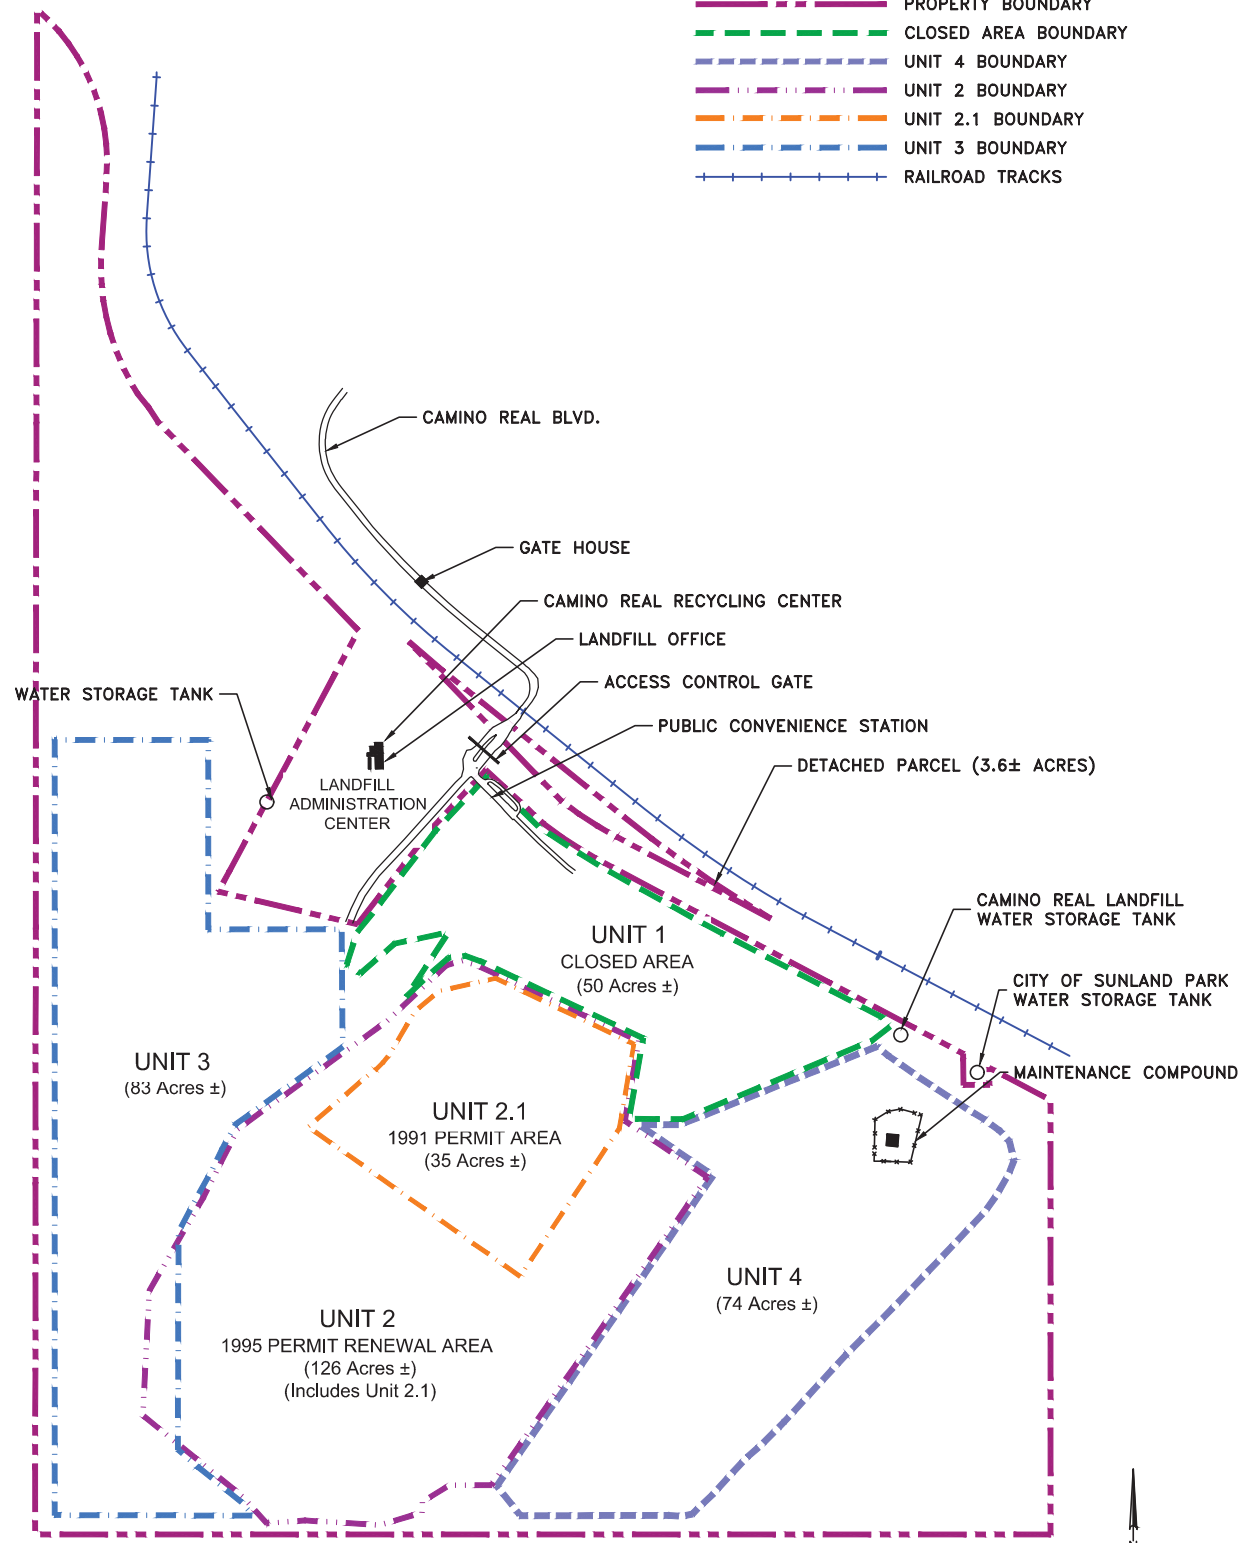 PROPERTY BOUNDARY
CLOSED AREA BOUNDARY
UNIT 4 BOUNDARY
UNIT 2 BOUNDARY
UNIT 2.1 BOUNDARY
UNIT 3 BOUNDARY
RAILROAD TRACKS
CAMINO REAL BLVD.
GATE HOUSE
CAMINO REAL RECYCLING CENTER
LANDFILL OFFICE
ACCESS CONTROL GATE
WATER STORAGE TANK
PUBLIC CONVENIENCE STATION
DETACHED PARCEL (3.6± ACRES)
LANDFILL
ADMINISTRATION
CENTER
CAMINO REAL LANDFILL
WATER STORAGE TANK
UNIT 1
CLOSED AREA
(50 Acres ±)
CITY OF SUNLAND PARK
WATER STORAGE TANK
UNIT 3
(83 Acres ±)
MAINTENANCE COMPOUND
UNIT 2.1
1991 PERMIT AREA
(35 Acres ±)
UNIT 4
(74 Acres ±)
UNIT 2
1995 PERMIT RENEWAL AREA
(126 Acres ±)
(Includes Unit 2.1)